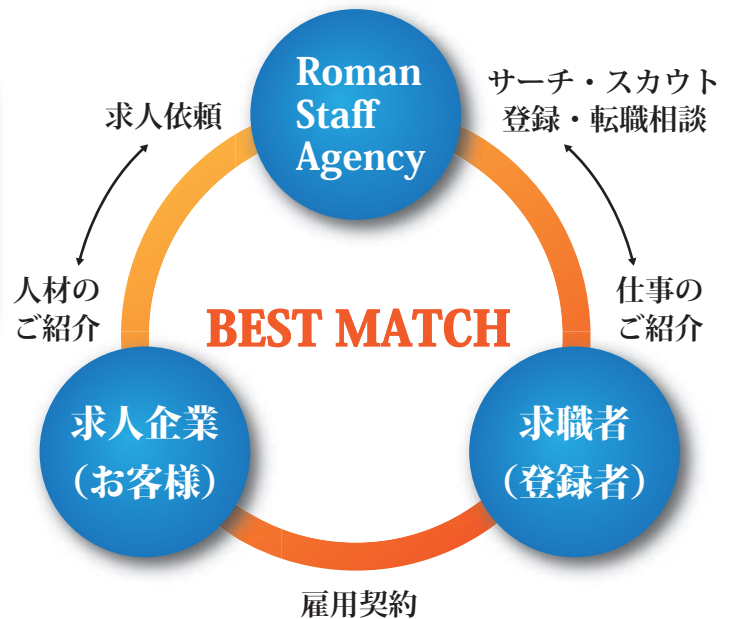 Roman
Staff
Agency
求人依頼
サーチ・スカウト
登録・転職相談
人材の
ご紹介
BEST MATCH
仕事の
ご紹介
求人企業
（お客様）
求職者
（登録者）
雇用契約